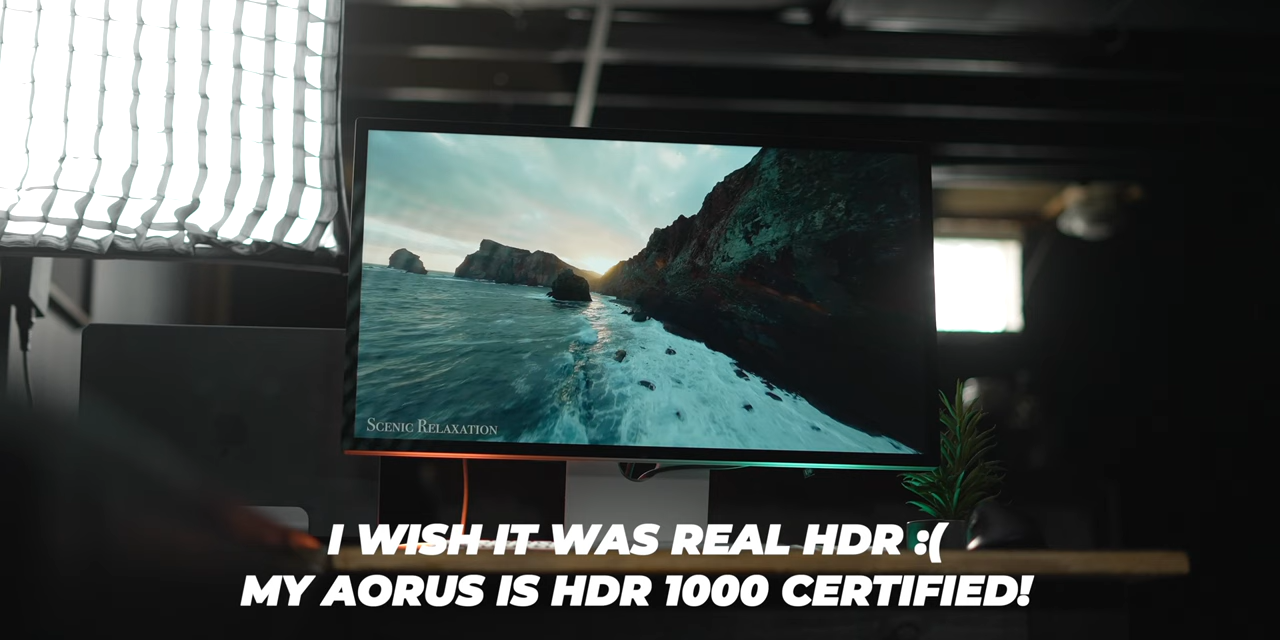 Scenic Relaxation
I WISH IT WAS REAL HDR :(
MY AORUS IS HDR 1000 CERTIFIED!